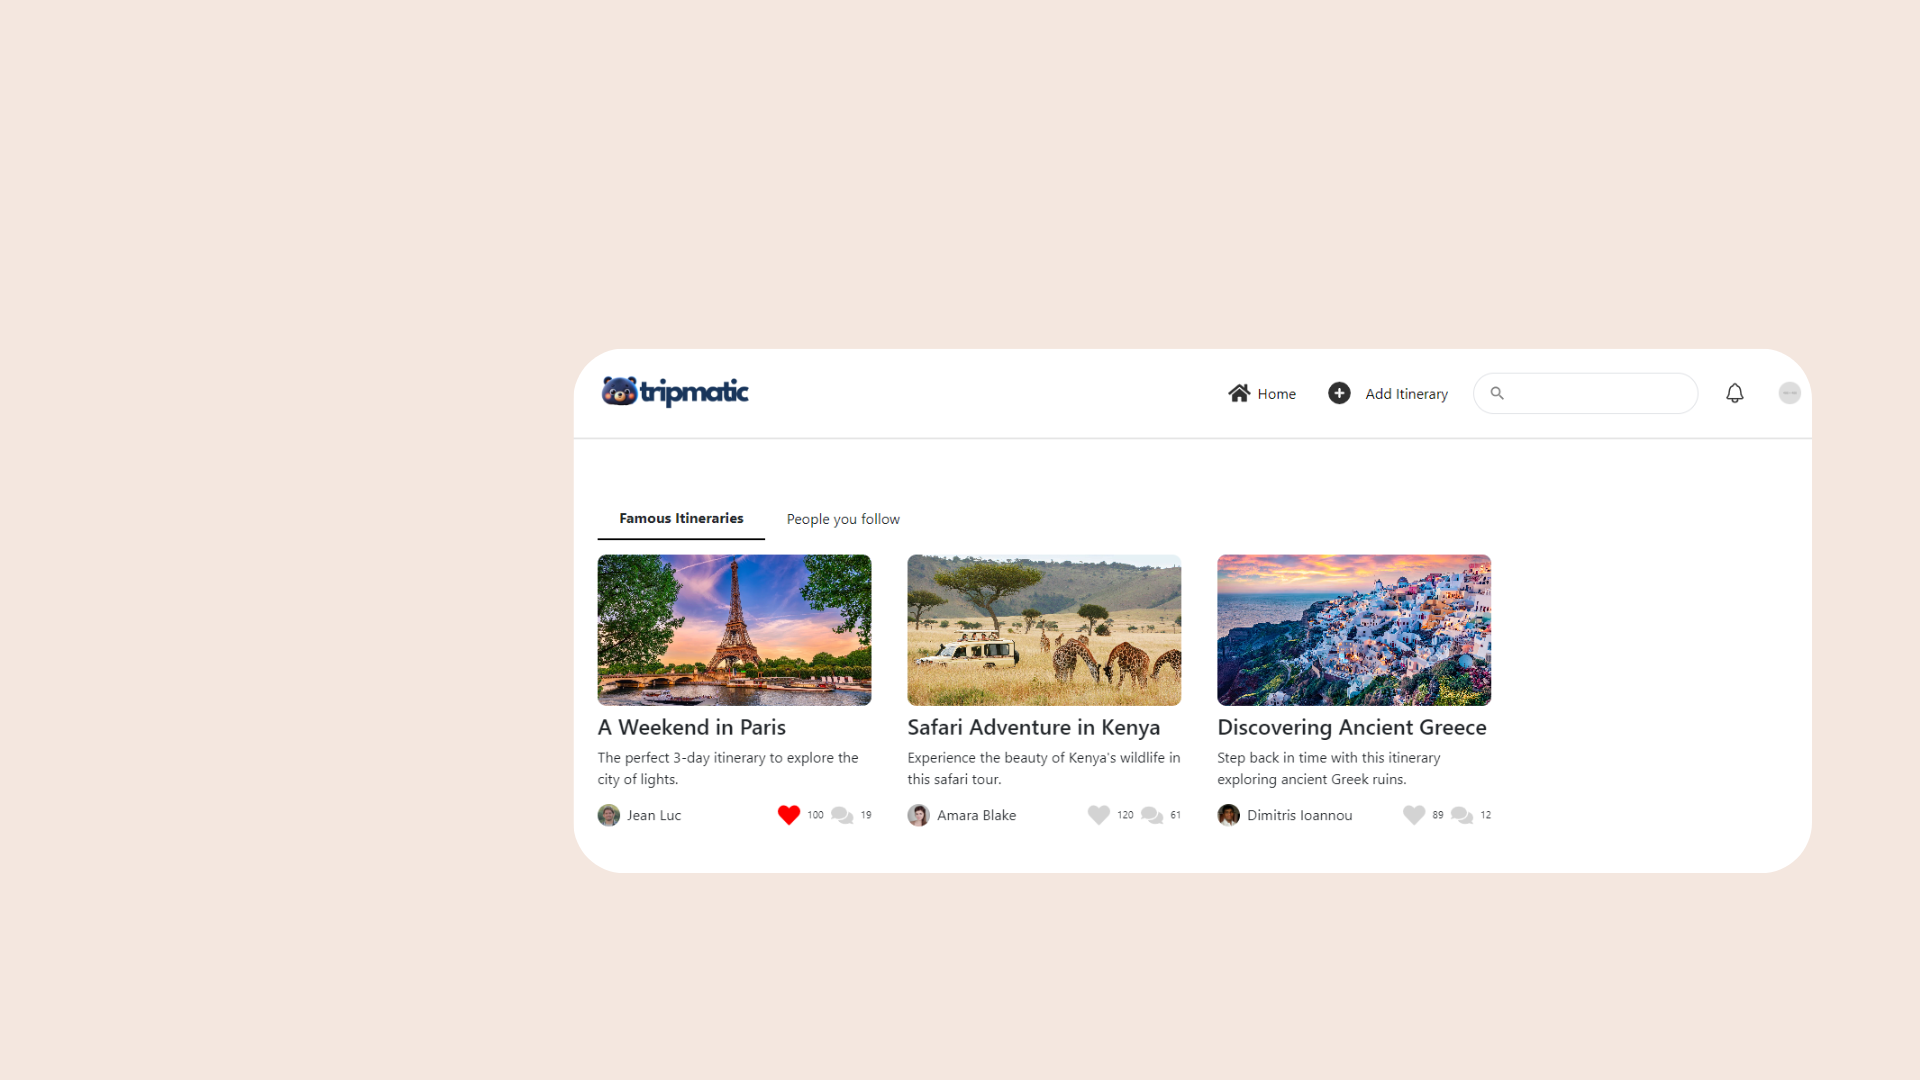 tripmatic
Home
Add Itinerary
Famous Itineraries
People you follow
A Weekend in Paris
The perfect 3-day itinerary to explore the
city of lights.
Jean Luc
100
19
Safari Adventure in Kenya
Experience the beauty of Kenya's wildlife in
this safari tour.
Amara Blake
120
61
Discovering Ancient Greece
Step back in time with this itinerary
exploring ancient Greek ruins.
Dimitris Ioannou
89
12